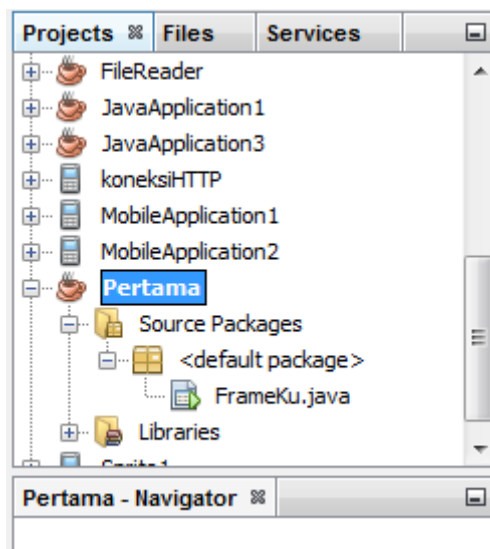 Projects Files Services
FileReader
JavaApplication1
JavaApplication3
koneksiHTTP
MobileApplication1
MobileApplication2
Pertama
Source Packages
<default package>
FrameKu.java
Libraries
Pertama - Navigator